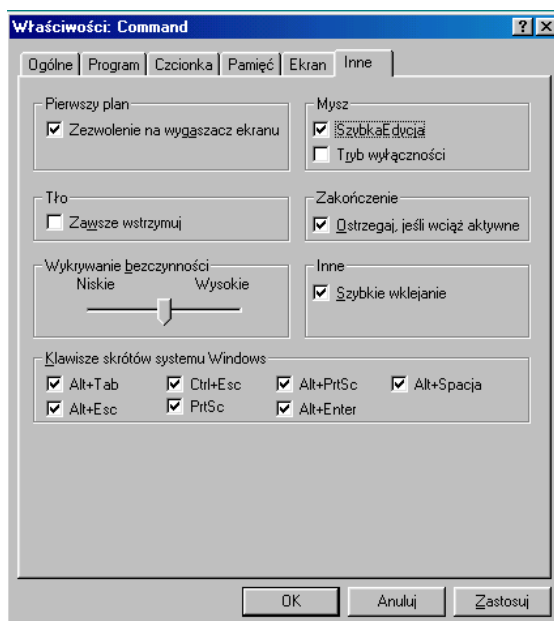 Właściwości: Command
Ogólne Program Czcionka Pamięć Ekran Inne
Pierwszy plan
Zezwolenie na wygaszacz ekranu
Mysz
SzybkaEdycja
Tryb wyłączności
Tło
Zawsze wstrzymuj
Zakończenie
Ostrzegaj, jeśli wciąż aktywne
Wykrywanie bezczynności
Niskie Wysokie
Inne
Szybkie wklejanie
Klawisze skrótów systemu Windows
Alt+Tab Ctrl+Esc Alt+PrtSc Alt+Spacja
Alt+Esc PrtSc Alt+Enter
OK Anuluj Zastosuj